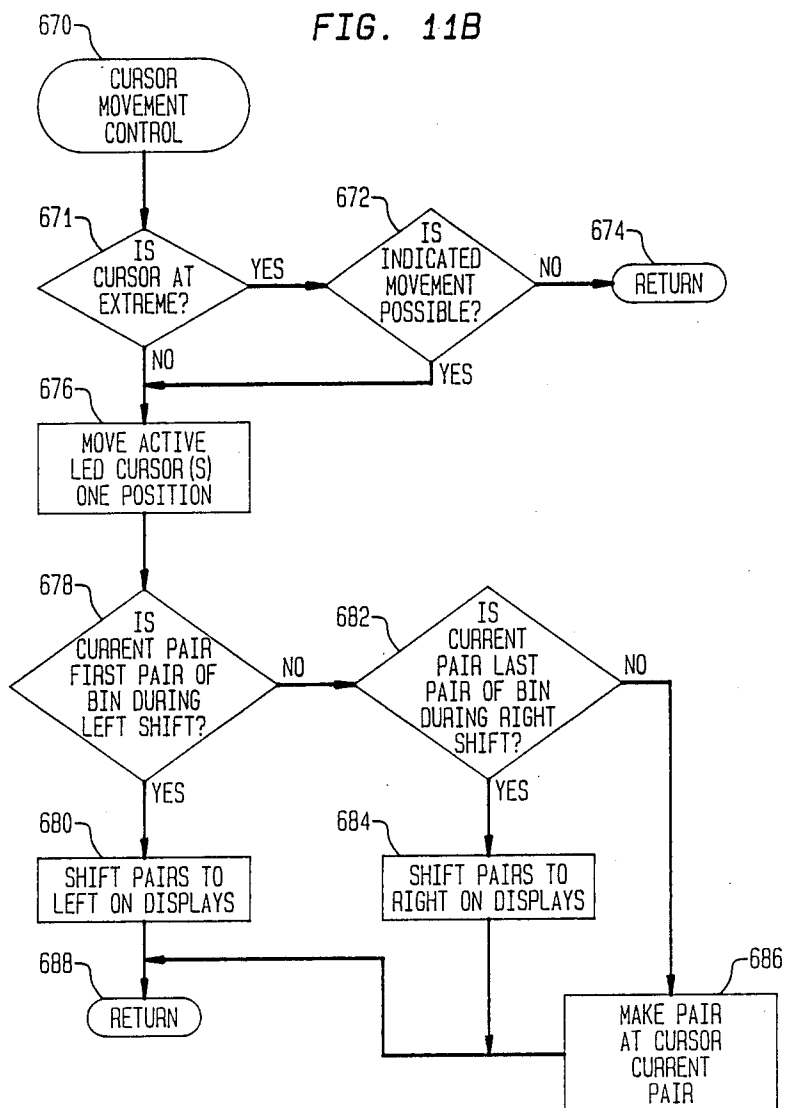 FIG. 11B
670
CURSOR
MOVEMENT
CONTROL
671
IS
CURSOR AT
EXTREME?
YES
NO
672
IS
INDICATED
MOVEMENT
POSSIBLE?
NO
YES
674
RETURN
676
MOVE ACTIVE
LED CURSOR(S)
ONE POSITION
678
IS
CURRENT PAIR
FIRST PAIR OF
BIN DURING
LEFT SHIFT?
NO
YES
682
IS
CURRENT
PAIR LAST
PAIR OF BIN
DURING RIGHT
SHIFT?
NO
YES
680
SHIFT PAIRS TO
LEFT ON DISPLAYS
684
SHIFT PAIRS TO
RIGHT ON DISPLAYS
688
RETURN
686
MAKE PAIR
AT CURSOR
CURRENT
PAIR